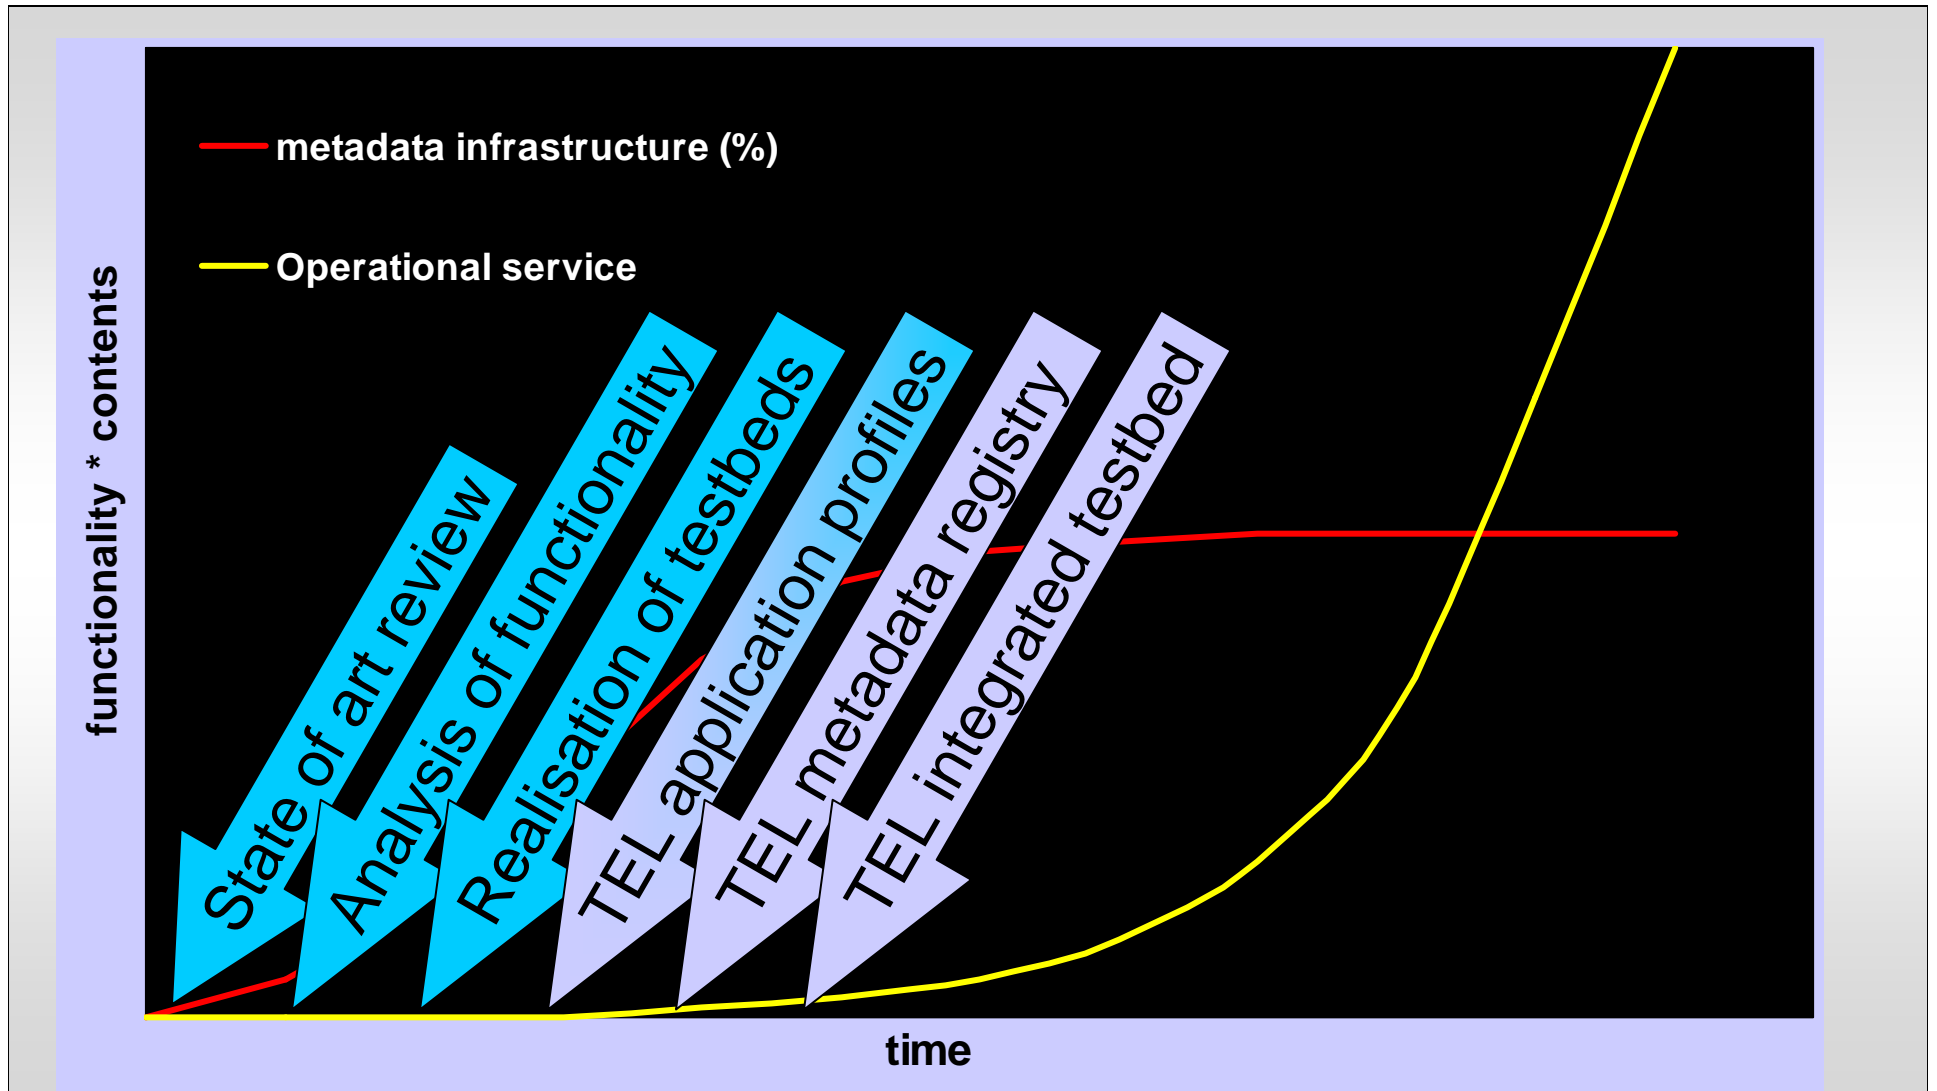 metadata infrastructure (%)
Operational service
functionality * contents
State of art review
Analysis of functionality
Realisation of testbeds
TEL application profiles
TEL metadata registry
TEL integrated testbed
time